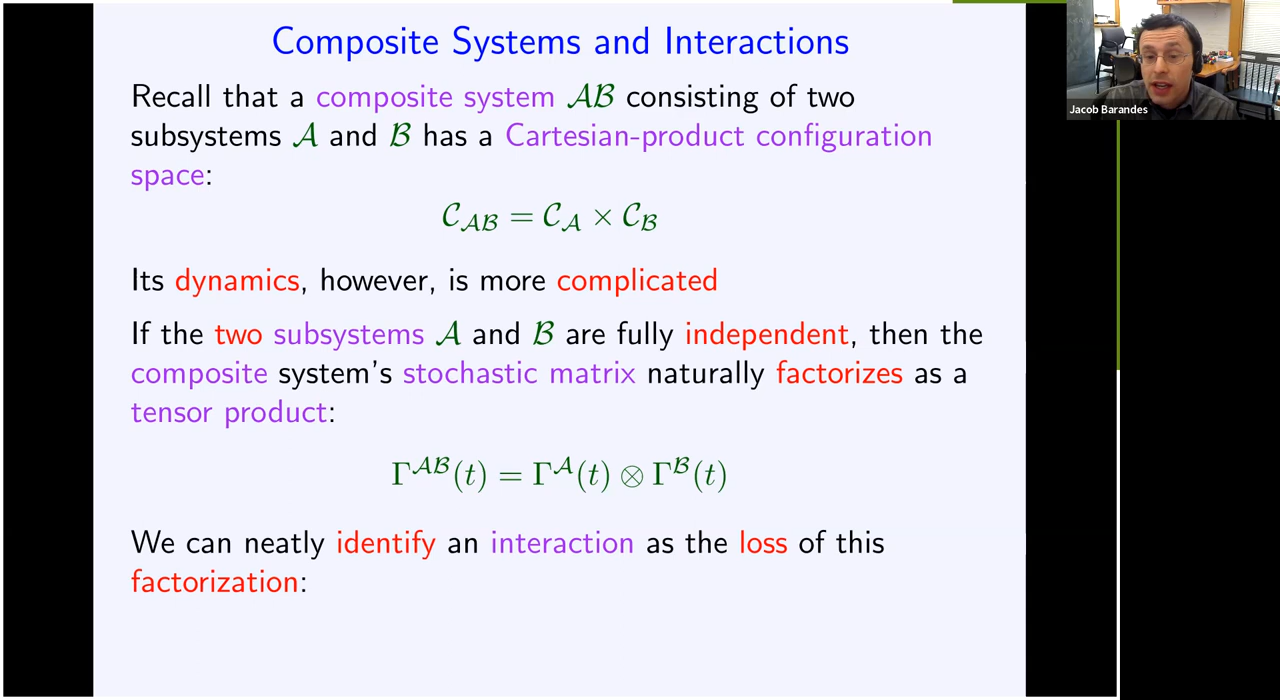 Composite Systems and Interactions
Recall that a composite system 𝒜ℬ consisting of two
subsystems 𝒜 and ℬ has a Cartesian-product configuration
space:
𝒞_𝒜ℬ = 𝒞_𝒜 × 𝒞_ℬ
Its dynamics, however, is more complicated
If the two subsystems 𝒜 and ℬ are fully independent, then the
composite system's stochastic matrix naturally factorizes as a
tensor product:
Γ^𝒜ℬ(t) = Γ^𝒜(t) ⊗ Γ^ℬ(t)
We can neatly identify an interaction as the loss of this
factorization:
Jacob Barandes